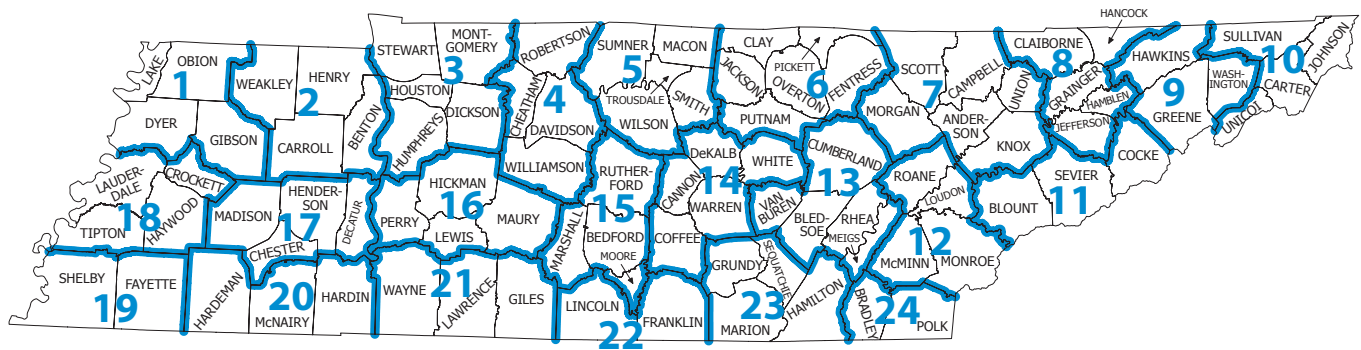 LAKE
OBION
1
WEAKLEY
HENRY
2
STEWART
MONT-
GOMERY
3
HOUSTON
ROBERTSON
SUMNER
5
MACON
TROUSDALE
SMITH
WILSON
CLAY
PICKETT
JACKSON
OVERTON
6
FENTRESS
PUTNAM
SCOTT
7
CAMPBELL
MORGAN
ANDER-
SON
UNION
KNOX
CLAIBORNE
HANCOCK
8
GRAINGER
HAMBLEN
JEFFERSON
HAWKINS
9
GREENE
COCKE
SULLIVAN
WASH-
INGTON
10
CARTER
JOHNSON
UNICOI
DYER
GIBSON
CARROLL
BENTON
HUMPHREYS
DICKSON
CHEATHAM
4
DAVIDSON
WILLIAMSON
RUTHER-
FORD
15
CANNON
DeKALB
14
WARREN
WHITE
VAN
BUREN
CUMBERLAND
13
BLED-
SOE
RHEA
MEIGS
ROANE
LOUDON
BLOUNT
SEVIER
11
LAUDER-
DALE
CROCKETT
18
HAYWOOD
TIPTON
MADISON
HENDER-
SON
17
CHESTER
DECATUR
PERRY
HICKMAN
16
LEWIS
MAURY
MARSHALL
BEDFORD
MOORE
COFFEE
GRUNDY
SEQUATCHIE
12
McMINN
MONROE
SHELBY
19
FAYETTE
HARDEMAN
20
McNAIRY
HARDIN
WAYNE
21
LAWRENCE
GILES
LINCOLN
22
FRANKLIN
23
MARION
HAMILTON
BRADLEY
24
POLK